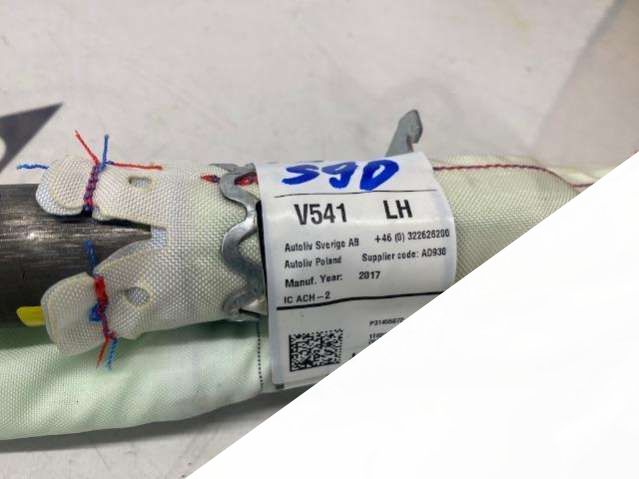 S90
V541 LH
Autoliv Sverige AB +46 (0) 322626200
Autoliv Poland Supplier code: AD936
Manuf. Year: 2017
IC ACH-2